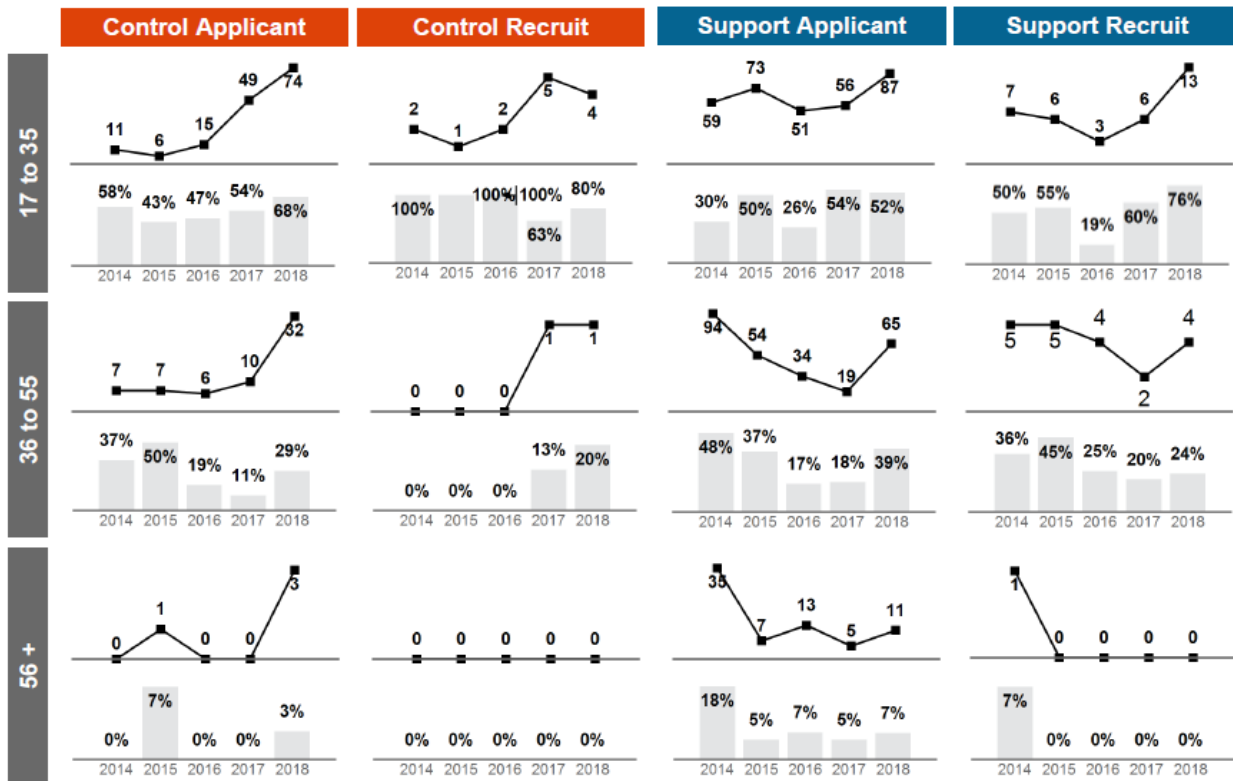 Control Applicant Control Recruit Support Applicant Support Recruit
17 to 35
11 6 15 49 74
2 1 2 5 4
59 73 51 56 87
7 6 3 6 13
58% 43% 47% 54% 68%
100% 100% 100% 63% 80%
30% 50% 26% 54% 52%
50% 55% 19% 60% 76%
2014 2015 2016 2017 2018
2014 2015 2016 2017 2018
2014 2015 2016 2017 2018
2014 2015 2016 2017 2018
36 to 55
7 7 6 10 32
0 0 0 1 1
94 54 34 19 65
5 5 4 2 4
37% 50% 19% 11% 29%
0% 0% 0% 13% 20%
48% 37% 17% 18% 39%
36% 45% 25% 20% 24%
2014 2015 2016 2017 2018
2014 2015 2016 2017 2018
2014 2015 2016 2017 2018
2014 2015 2016 2017 2018
56 +
0 1 0 0 3
0 0 0 0 0
35 7 13 5 11
1 0 0 0 0
0% 7% 0% 0% 3%
0% 0% 0% 0% 0%
18% 5% 7% 5% 7%
7% 0% 0% 0% 0%
2014 2015 2016 2017 2018
2014 2015 2016 2017 2018
2014 2015 2016 2017 2018
2014 2015 2016 2017 2018